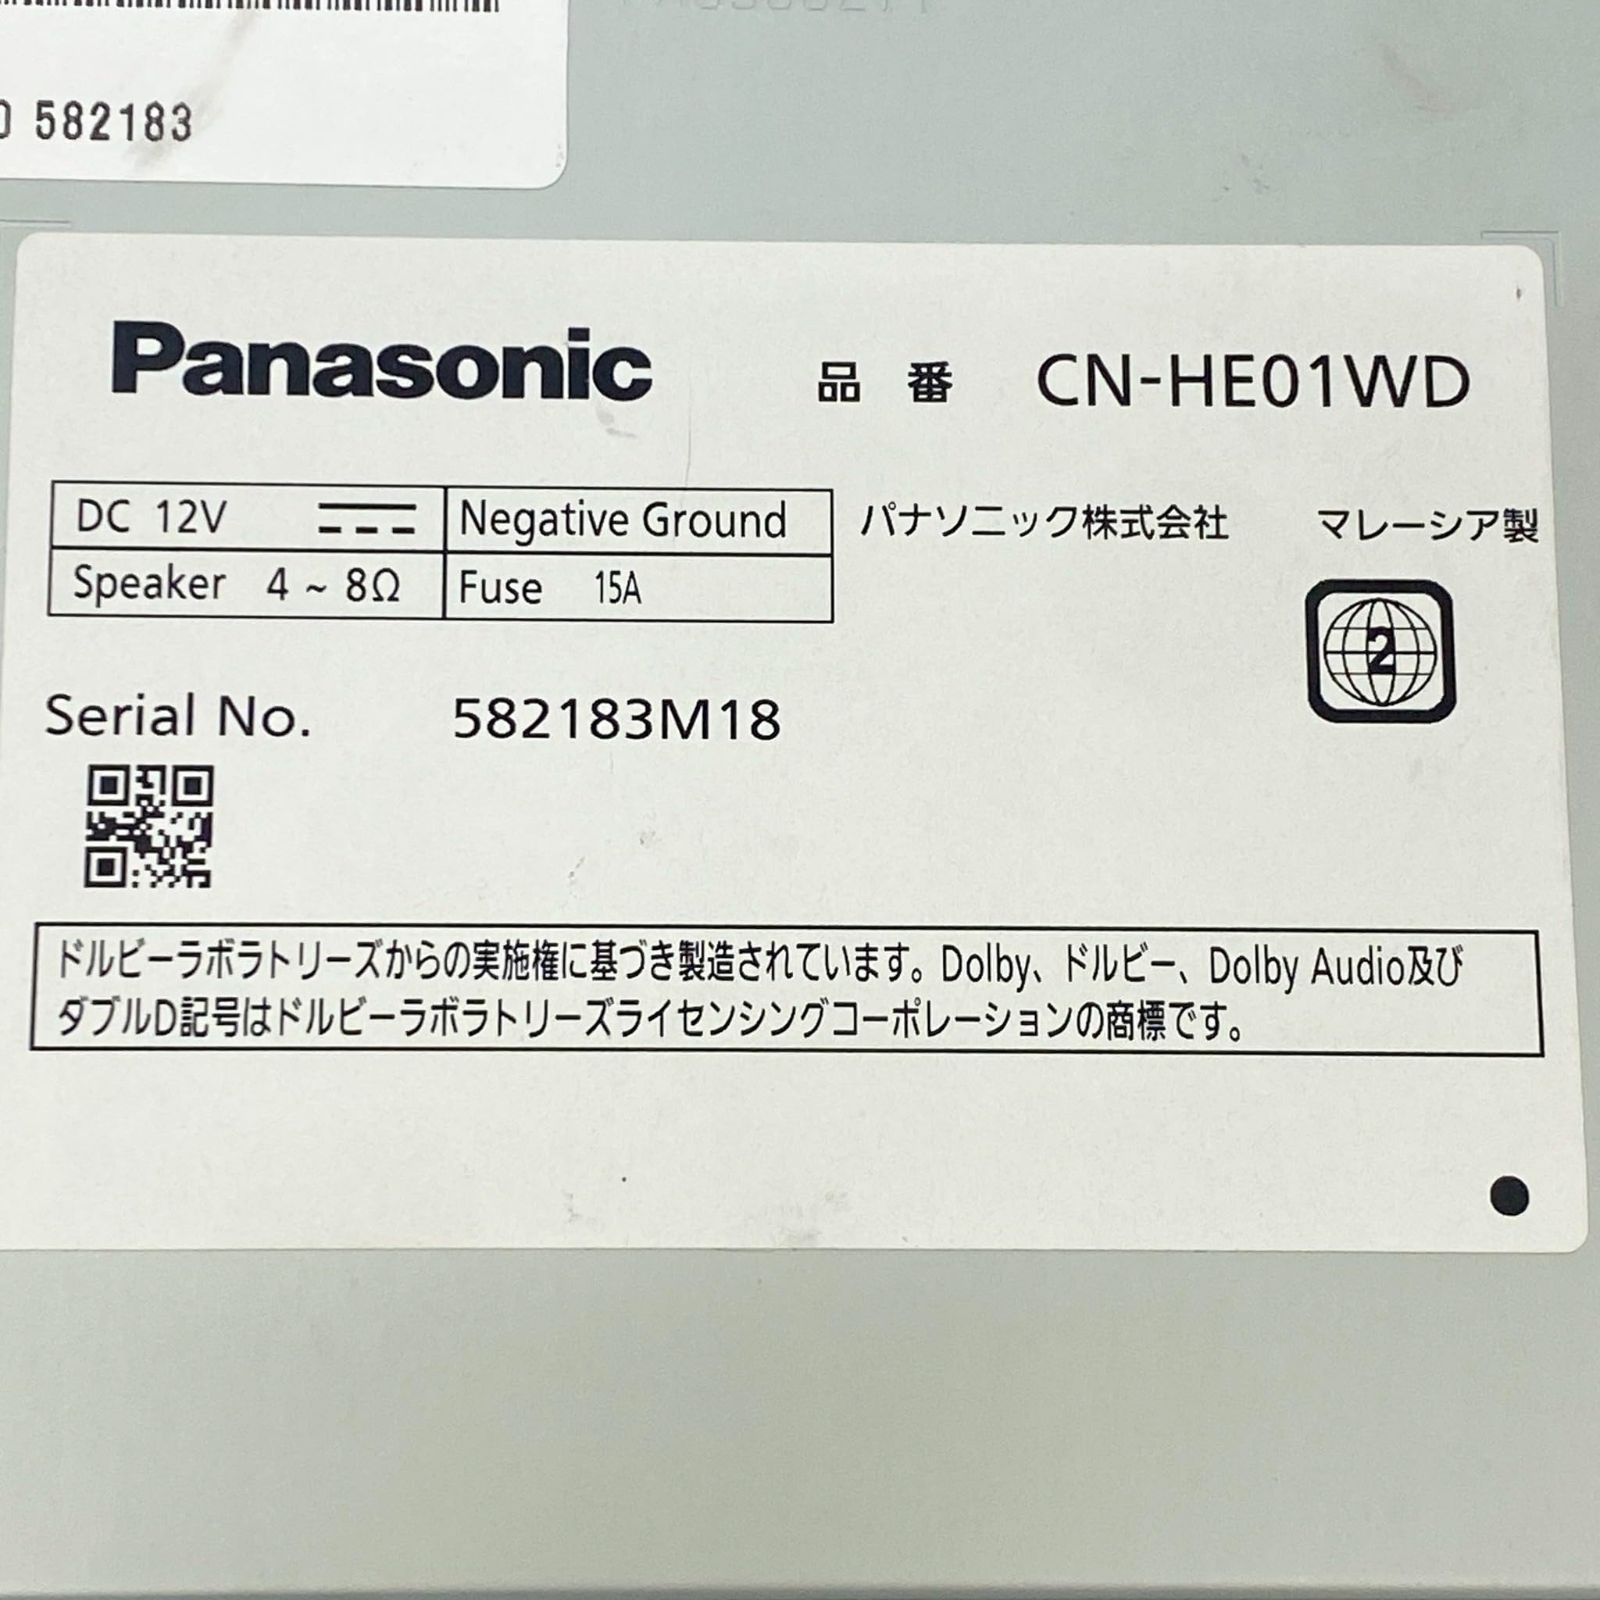 582183
Panasonic 品番 CN-HE01WD
DC 12V Negative Ground パナソニック株式会社 マレーシア製
Speaker 4 ~ 8Ω Fuse 15A
2
Serial No. 582183M18
ドルビーラボラトリーズからの実施権に基づき製造されています。Dolby、ドルビー、Dolby Audio及び
ダブルD記号はドルビーラボラトリーズライセンシングコーポレーションの商標です。